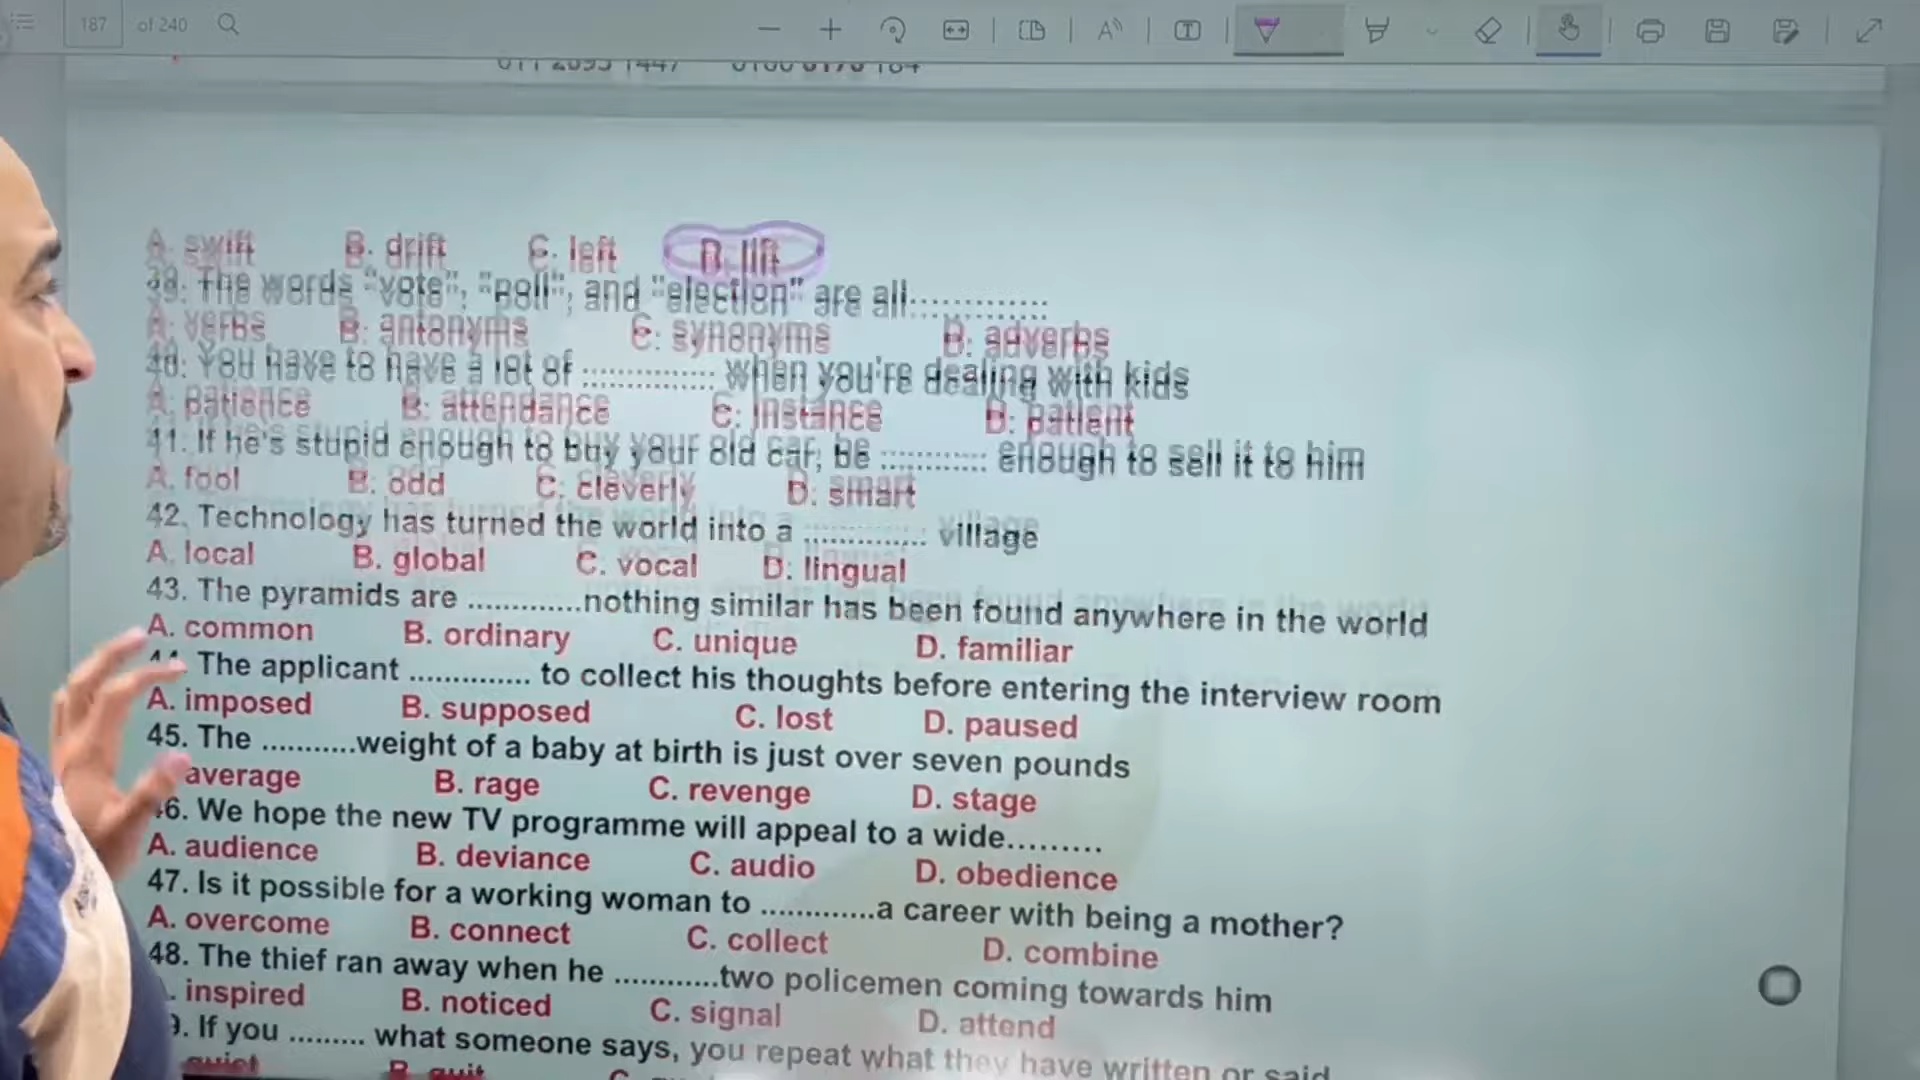 187 of 240
A. swift B. drift C. left D. lift
39. The words "vote", "poll", and "election" are all.............
A. verbs B. antonyms C. synonyms D. adverbs
40. You have to have a lot of ............. when you're dealing with kids
A. patience B. attendance C. instance D. patient
41. If he's stupid enough to buy your old car, be ........... enough to sell it to him
A. fool B. odd C. cleverly D. smart
42. Technology has turned the world into a ............. village
A. local B. global C. vocal D. lingual
43. The pyramids are .............nothing similar has been found anywhere in the world
A. common B. ordinary C. unique D. familiar
The applicant ............. to collect his thoughts before entering the interview room
A. imposed B. supposed C. lost D. paused
45. The ...........weight of a baby at birth is just over seven pounds
average B. rage C. revenge D. stage
6. We hope the new TV programme will appeal to a wide.........
A. audience B. deviance C. audio D. obedience
47. Is it possible for a working woman to .............a career with being a mother?
A. overcome B. connect C. collect D. combine
48. The thief ran away when he ............two policemen coming towards him
. inspired B. noticed C. signal D. attend
9. If you ......... what someone says, you repeat what they have written or said
quiet B. quit C.